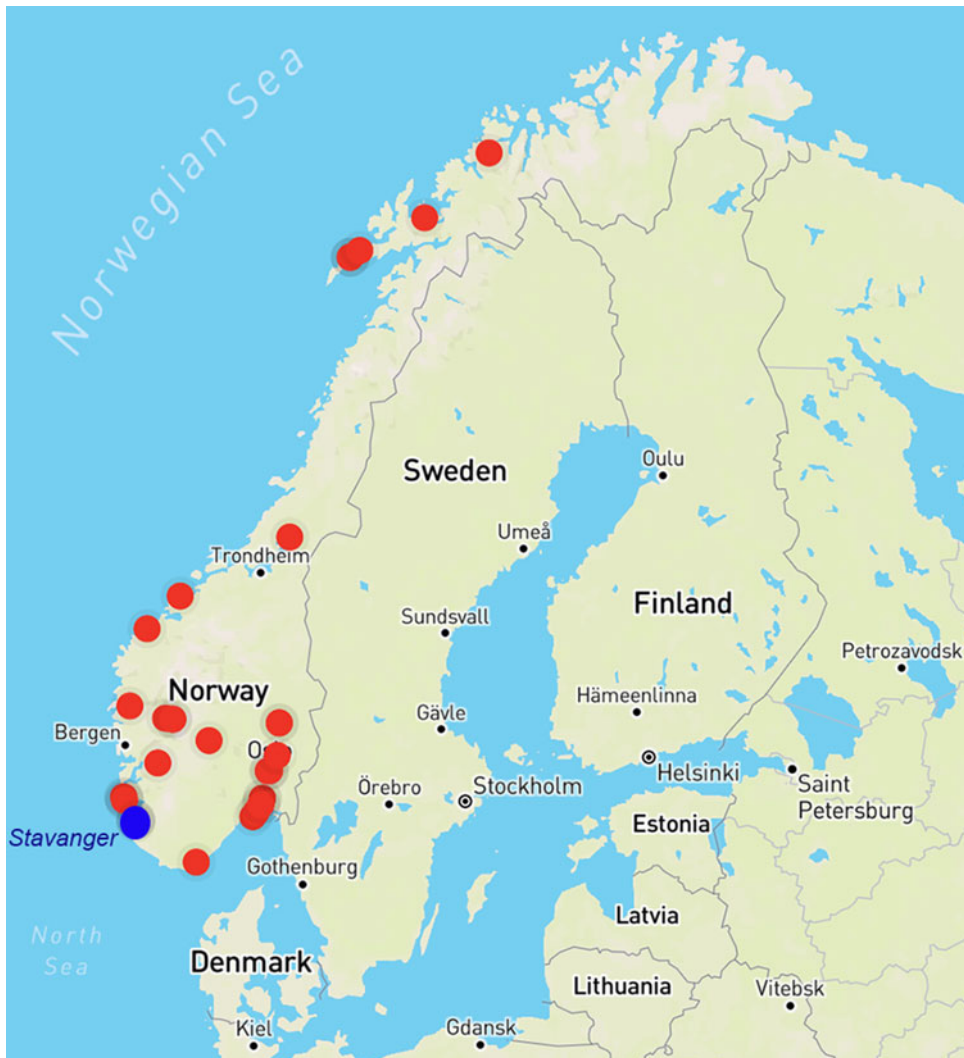 Norwegian Sea
Sweden
Oulu
Umeå
Trondheim
Finland
Sundsvall
Petrozavodsk
Norway
Hämeenlinna
Gävle
Bergen
Helsinki
Örebro
Stockholm
Saint
Petersburg
Stavanger
Estonia
Gothenburg
Latvia
North
Sea
Denmark
Lithuania
Vitebsk
Kiel
Gdansk